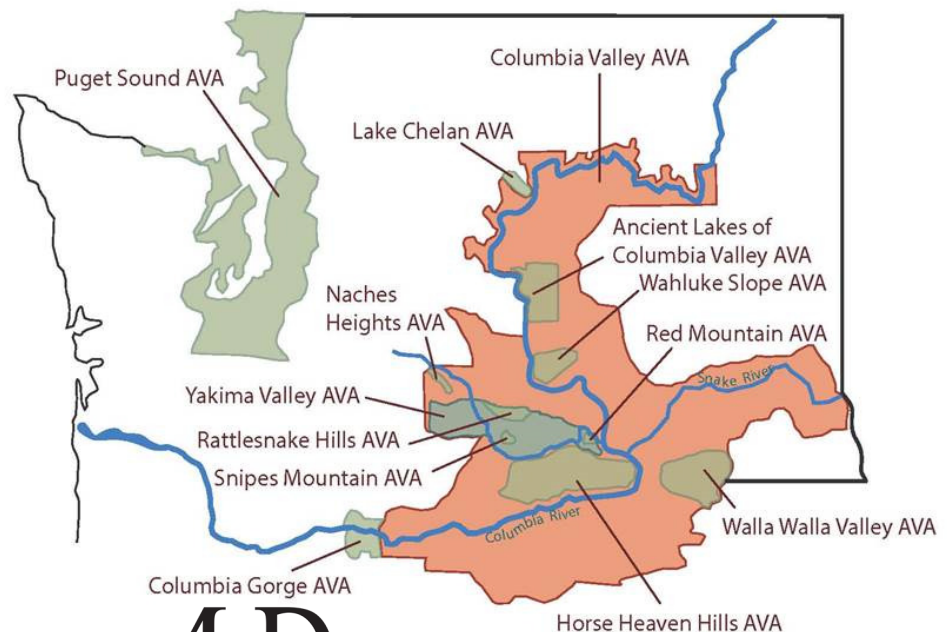 Columbia Valley AVA
Puget Sound AVA
Lake Chelan AVA
Ancient Lakes of
Columbia Valley AVA
Wahluke Slope AVA
Naches
Heights AVA
Red Mountain AVA
Snake River
Yakima Valley AVA
Rattlesnake Hills AVA
Snipes Mountain AVA
Columbia River
Walla Walla Valley AVA
Columbia Gorge AVA
Horse Heaven Hills AVA